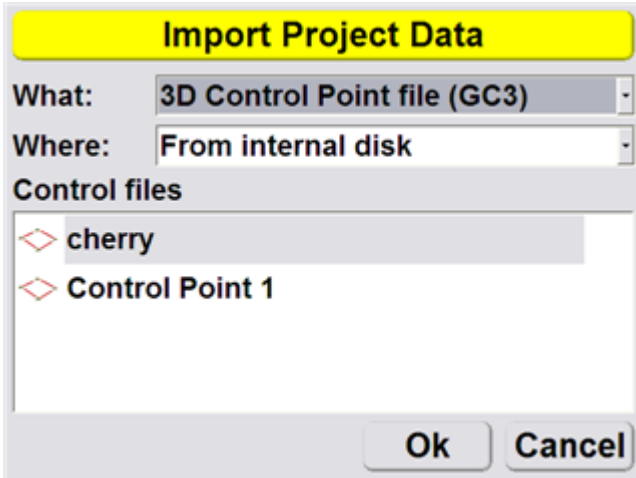 Import Project Data
What: 3D Control Point file (GC3)
Where: From internal disk
Control files
cherry
Control Point 1
Ok Cancel